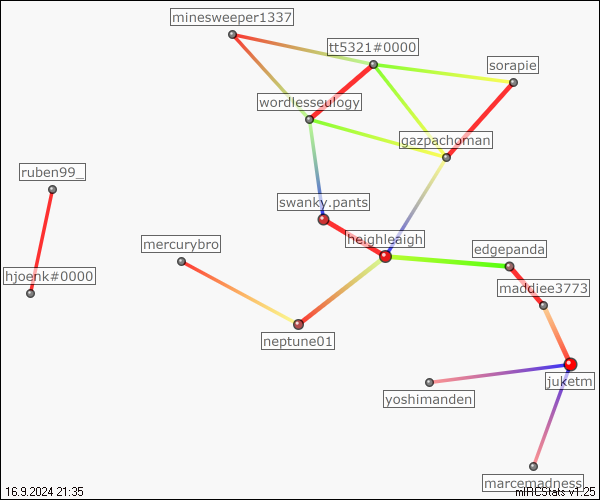 minesweeper1337
tt5321#0000
sorapie
wordlesseulogy
gazpachoman
ruben99_
swanky.pants
heighleaigh
mercurybro
edgepanda
hjoenk#0000
maddiee3773
neptune01
juketm
yoshimanden
marcemadness
16.9.2024 21:35
mIRCStats v1.25